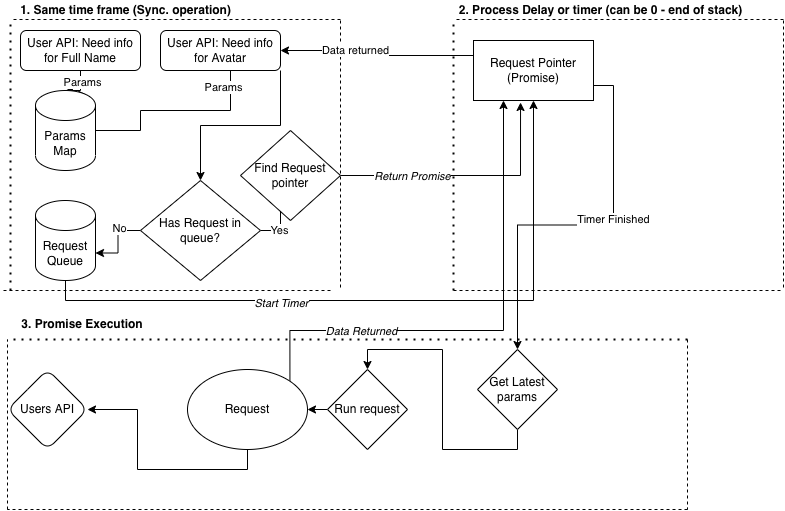 1. Same time frame (Sync. operation)
2. Process Delay or timer (can be 0 - end of stack)
User API: Need info
for Full Name
User API: Need info
for Avatar
Data returned
Request Pointer
(Promise)
Params
Params
Params
Map
Find Request
pointer
Return Promise
Has Request in
queue?
No
Yes
Timer Finished
Request
Queue
Start Timer
3. Promise Execution
Data Returned
Get Latest
params
Users API
Request
Run request